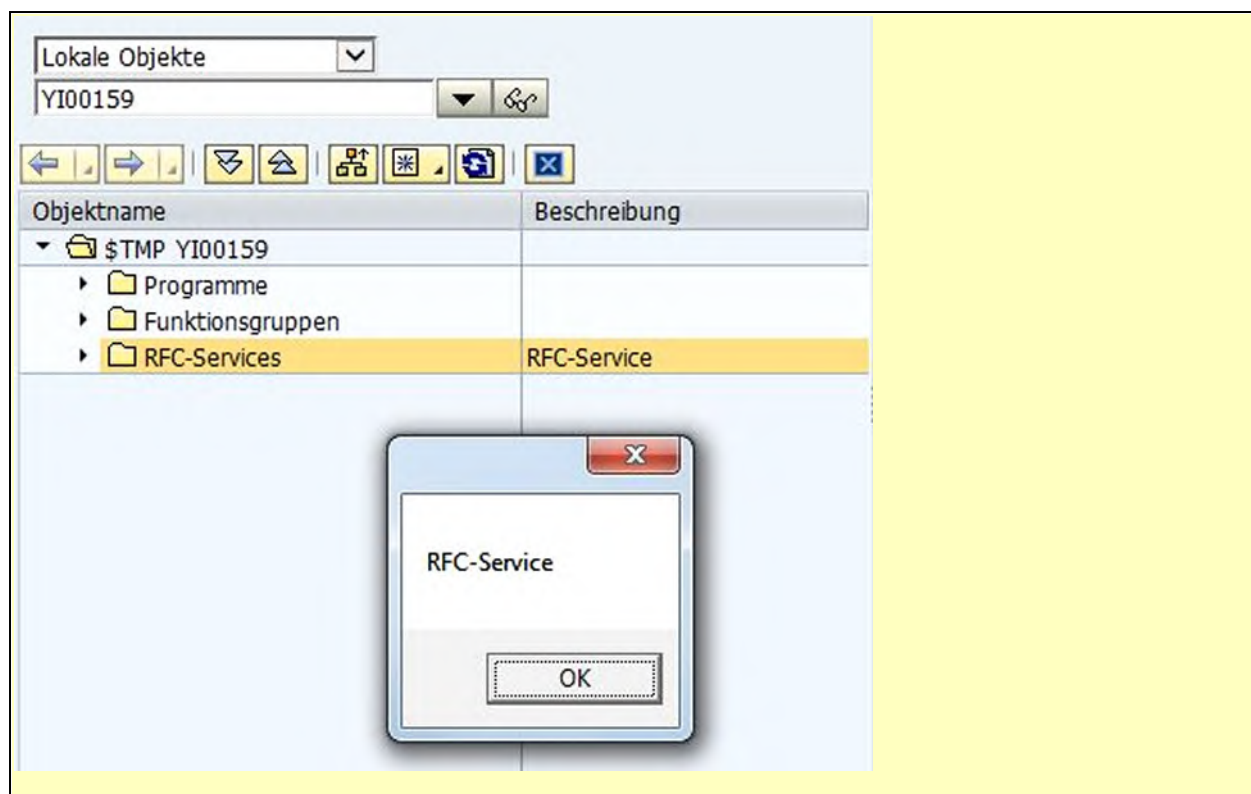 Lokale Objekte
YI00159
Objektname Beschreibung
$TMP YI00159
Programme
Funktionsgruppen
RFC-Services RFC-Service
RFC-Service
OK